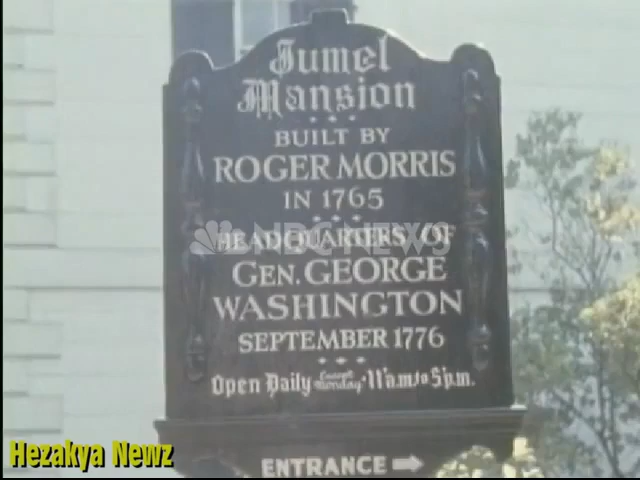 Jumel
Mansion
BUILT BY
ROGER MORRIS
IN 1765
NBC NEWS
HEADQUARTERS OF
GEN. GEORGE
WASHINGTON
SEPTEMBER 1776
Open Daily Except Monday · 11 a.m. to 5 p.m.
ENTRANCE
Hezakya Newz